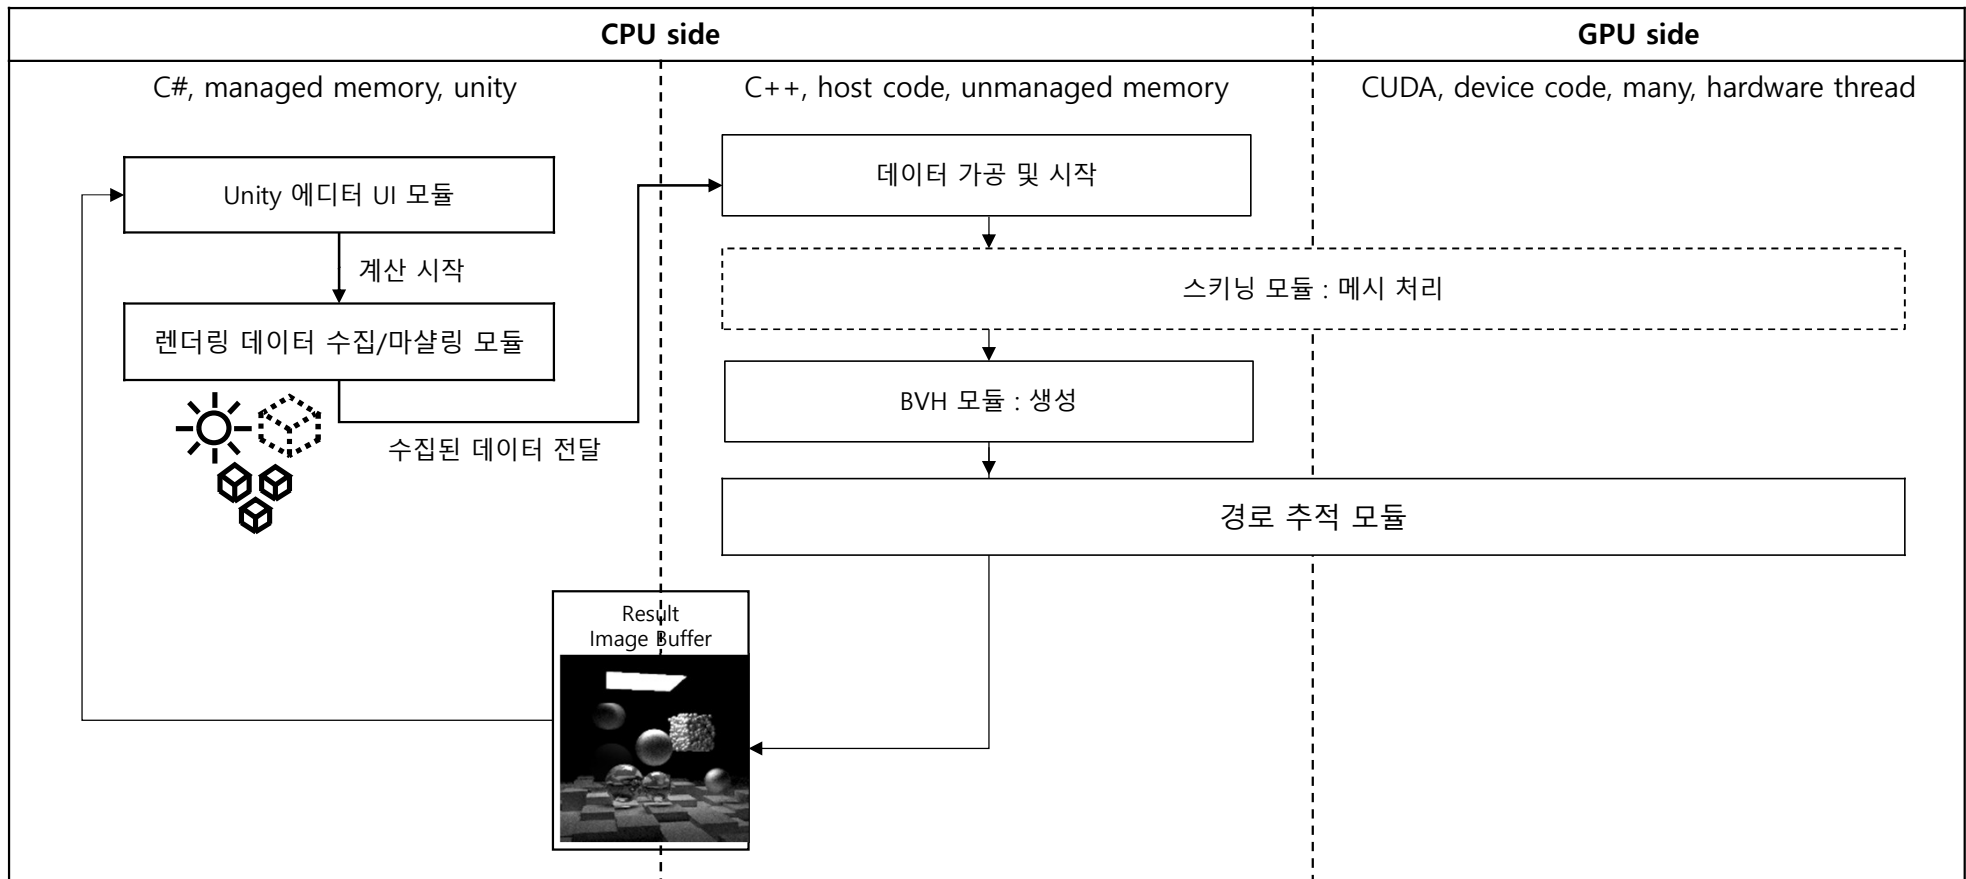 CPU side
GPU side
C#, managed memory, unity
C++, host code, unmanaged memory
CUDA, device code, many, hardware thread
Unity 에디터 UI 모듈
계산 시작
렌더링 데이터 수집/마샬링 모듈
수집된 데이터 전달
데이터 가공 및 시작
스키닝 모듈 : 메시 처리
BVH 모듈 : 생성
경로 추적 모듈
Result
Image Buffer